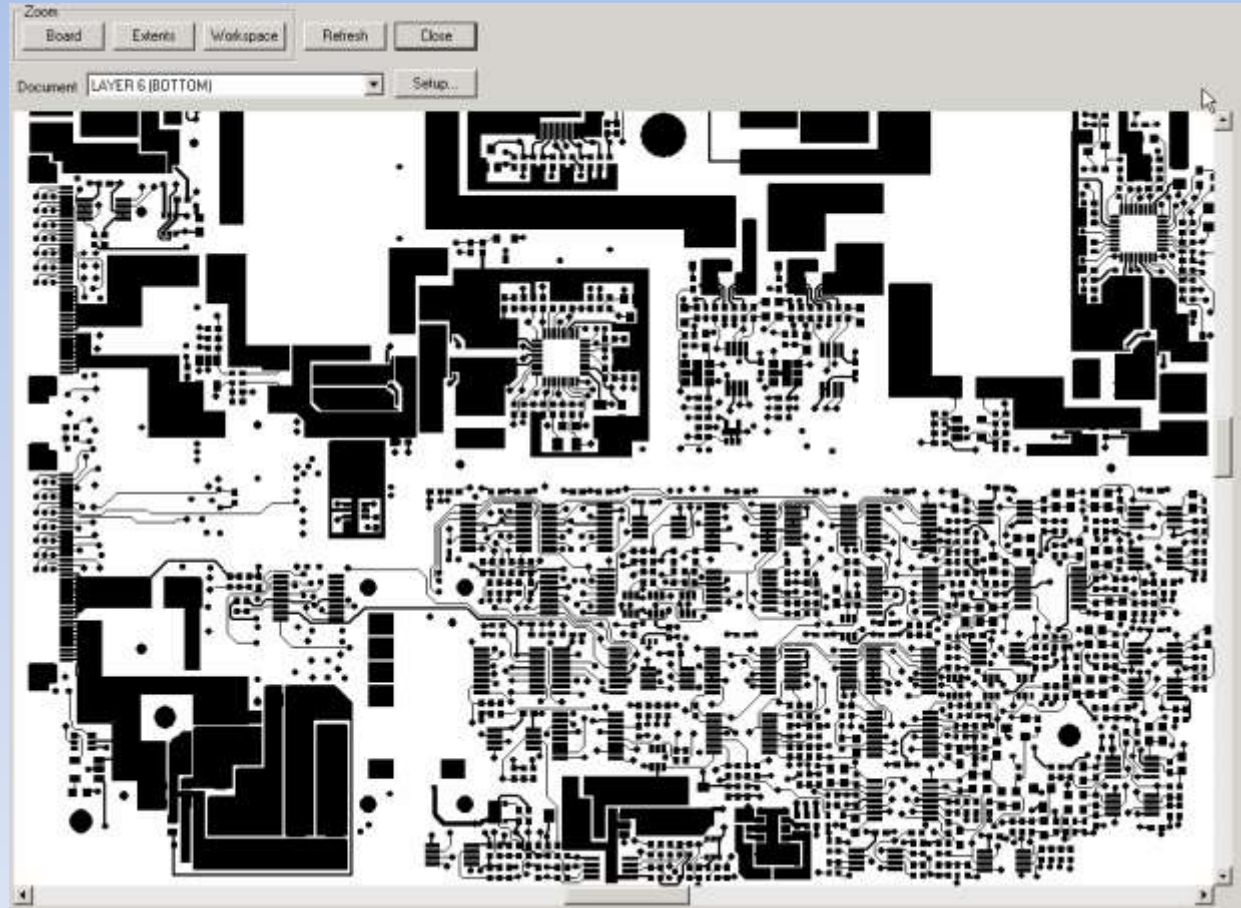 Zoom
Board Extents Workspace Refresh Close
Document LAYER 6 (BOTTOM) Setup...